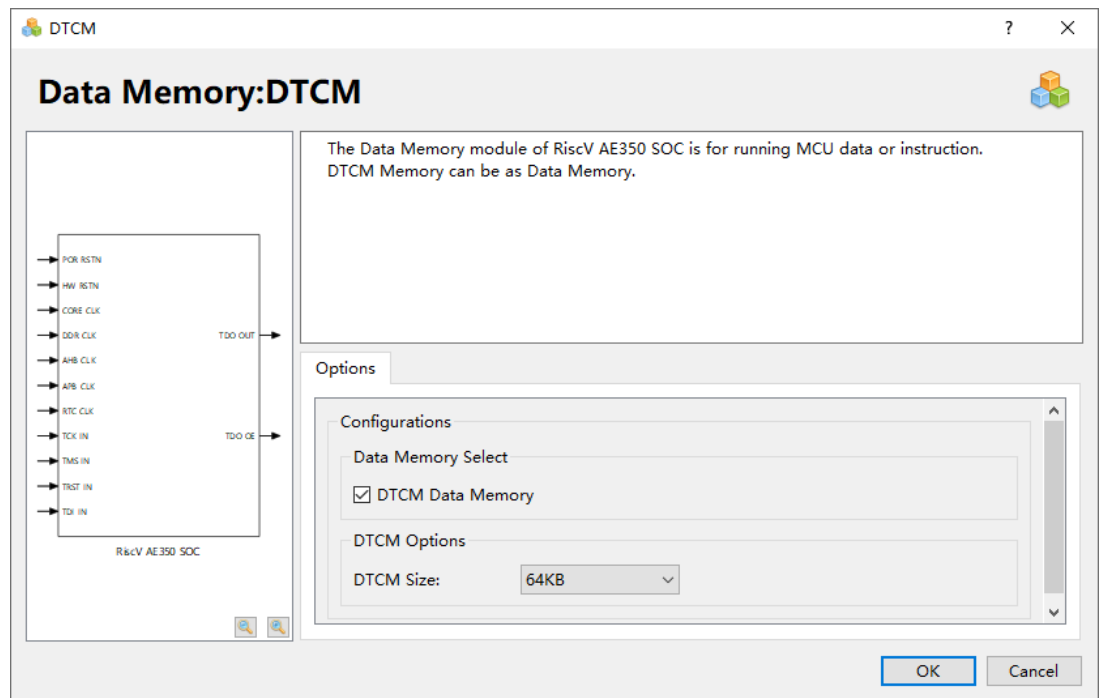 DTCM
?
Data Memory:DTCM
POR RSTN
HW RSTN
CORE CLK
DDR CLK
TDO OUT
AHB CLK
APB CLK
RTC CLK
TCK IN
TDO OE
TMS IN
TRST IN
TDI IN
RiscV AE350 SOC
The Data Memory module of RiscV AE350 SOC is for running MCU data or instruction.
DTCM Memory can be as Data Memory.
Options
Configurations
Data Memory Select
DTCM Data Memory
DTCM Options
DTCM Size: 64KB
OK Cancel